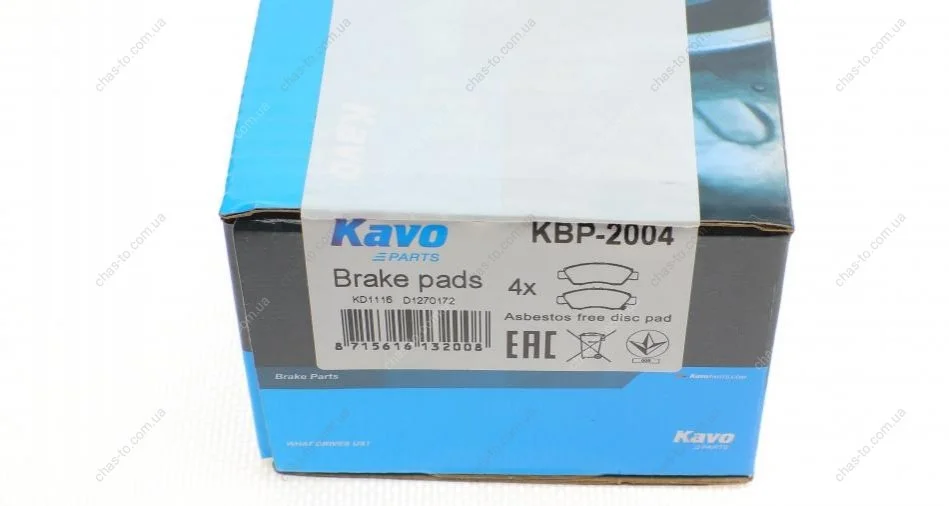 Kavo
Kavo
PARTS
KBP-2004
Brake pads
4x
KD1116 D1270172
Asbestos free disc pad
8 715616 132008
EAC
Brake Parts
WHAT DRIVES US?
Kavo
PARTS
chas-to.com.ua